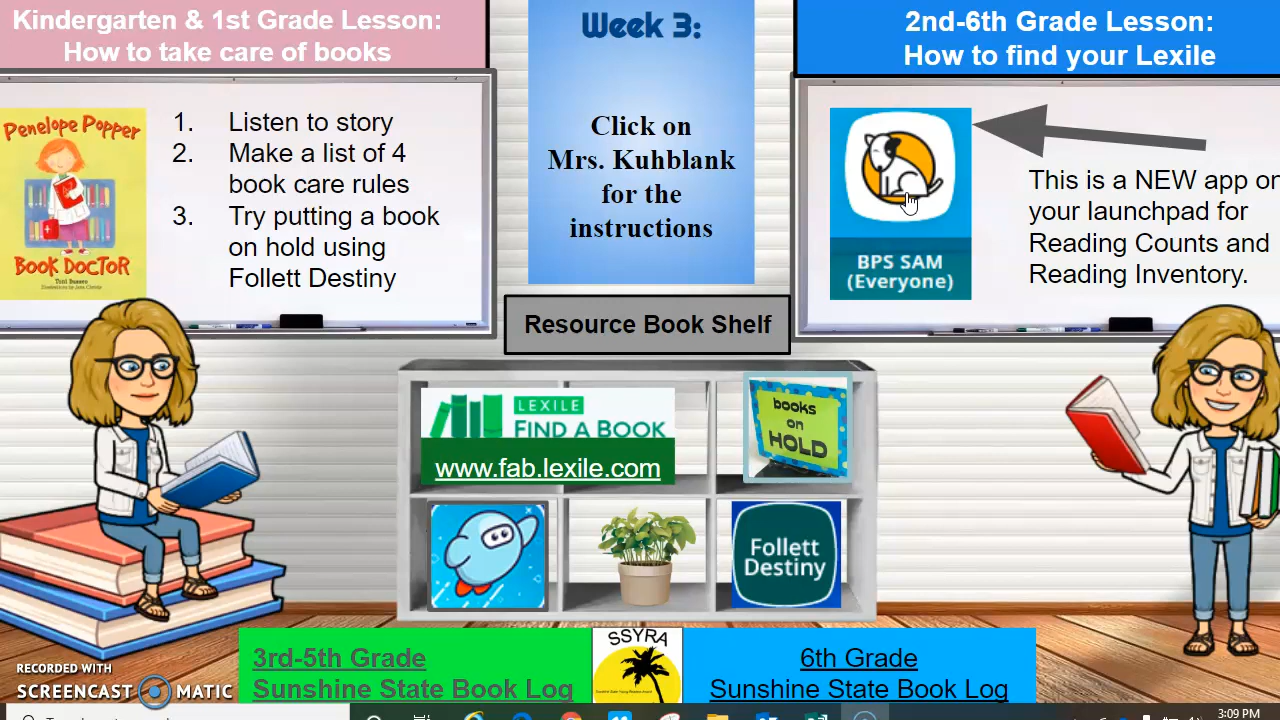 Kindergarten & 1st Grade Lesson:
How to take care of books
Penelope Popper
BOOK DOCTOR
1. Listen to story
2. Make a list of 4
book care rules
3. Try putting a book
on hold using
Follett Destiny
Week 3:
Click on
Mrs. Kuhblank
for the
instructions
2nd-6th Grade Lesson:
How to find your Lexile
BPS SAM
(Everyone)
This is a NEW app on
your launchpad for
Reading Counts and
Reading Inventory.
Resource Book Shelf
LEXILE
FIND A BOOK
www.fab.lexile.com
books
on
HOLD
Follett
Destiny
3rd-5th Grade
Sunshine State Book Log
SSYRA
6th Grade
Sunshine State Book Log
RECORDED WITH
SCREENCAST MATIC
3:09 PM